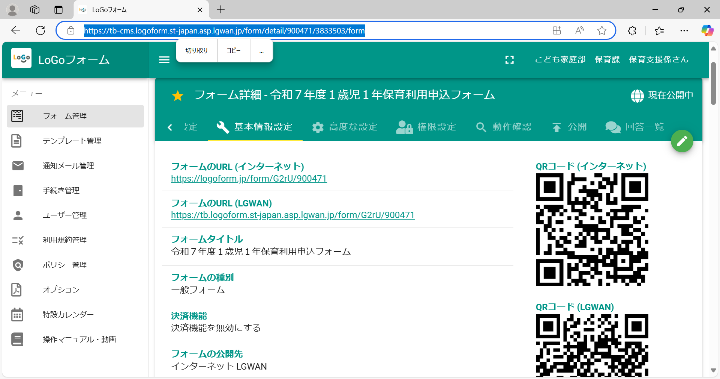 LoGoフォーム
https://tb-cms.logoform.st-japan.asp.lgwan.jp/form/detail/900471/3833503/form
切り取り
コピー
...
LoGo
LoGoフォーム
こども家庭部 保育課 保育支援係さん
メニュー
フォーム管理
テンプレート管理
通知メール管理
手続き管理
ユーザー管理
利用規約管理
ポリシー管理
オプション
特設カレンダー
操作マニュアル・動画
フォーム詳細 - 令和７年度１歳児１年保育利用申込フォーム
現在公開中
基本情報設定
高度な設定
権限設定
動作確認
公開
回答一覧
フォームのURL (インターネット)
https://logoform.jp/form/G2rU/900471
フォームのURL (LGWAN)
https://tb.logoform.st-japan.asp.lgwan.jp/form/G2rU/900471
フォームタイトル
令和７年度１歳児１年保育利用申込フォーム
フォームの種別
一般フォーム
決済機能
決済機能を無効にする
フォームの公開先
インターネット LGWAN
QRコード (インターネット)
QRコード (LGWAN)